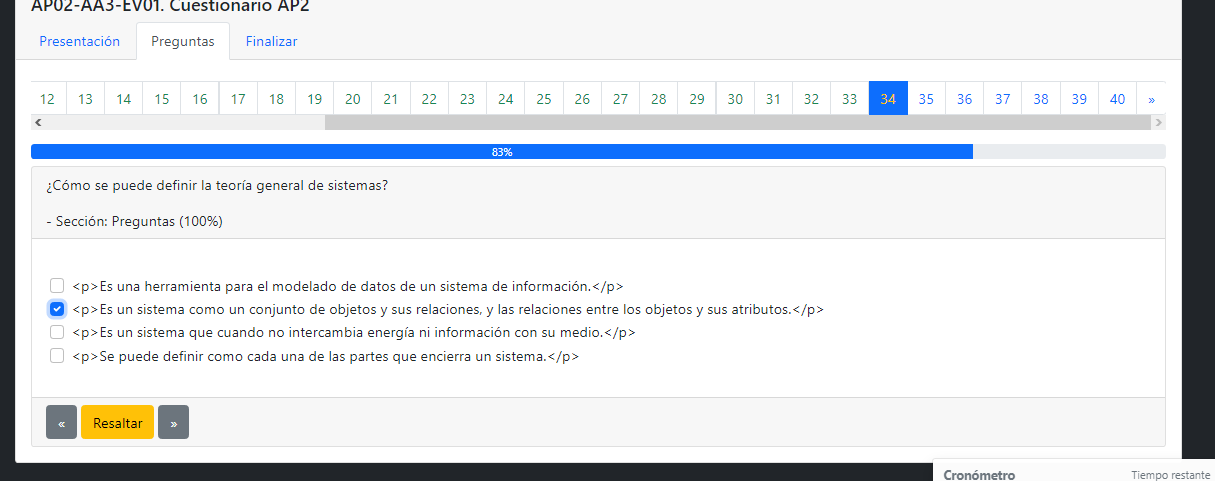 AP02-AA3-EV01. Cuestionario AP2
Presentación Preguntas Finalizar
12 13 14 15 16 17 18 19 20 21 22 23 24 25 26 27 28 29 30 31 32 33 34 35 36 37 38 39 40 »
83%
¿Cómo se puede definir la teoría general de sistemas?
- Sección: Preguntas (100%)
<p>Es una herramienta para el modelado de datos de un sistema de información.</p>
<p>Es un sistema como un conjunto de objetos y sus relaciones, y las relaciones entre los objetos y sus atributos.</p>
<p>Es un sistema que cuando no intercambia energía ni información con su medio.</p>
<p>Se puede definir como cada una de las partes que encierra un sistema.</p>
« Resaltar »
Cronómetro Tiempo restante